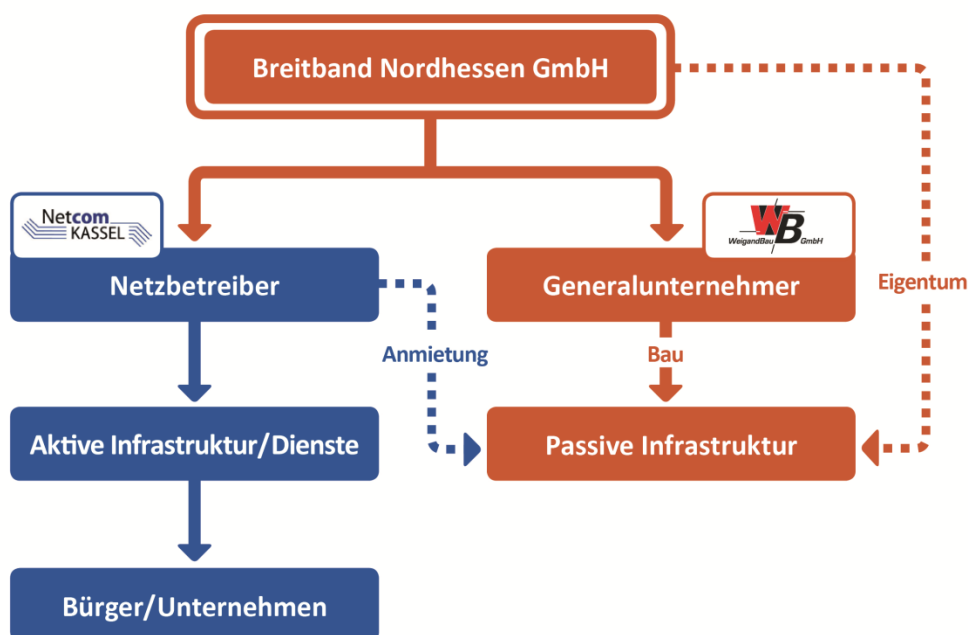 Breitband Nordhessen GmbH
Netcom
KASSEL
WB
WeigandBau GmbH
Netzbetreiber
Generalunternehmer
Eigentum
Anmietung
Bau
Aktive Infrastruktur/Dienste
Passive Infrastruktur
Bürger/Unternehmen